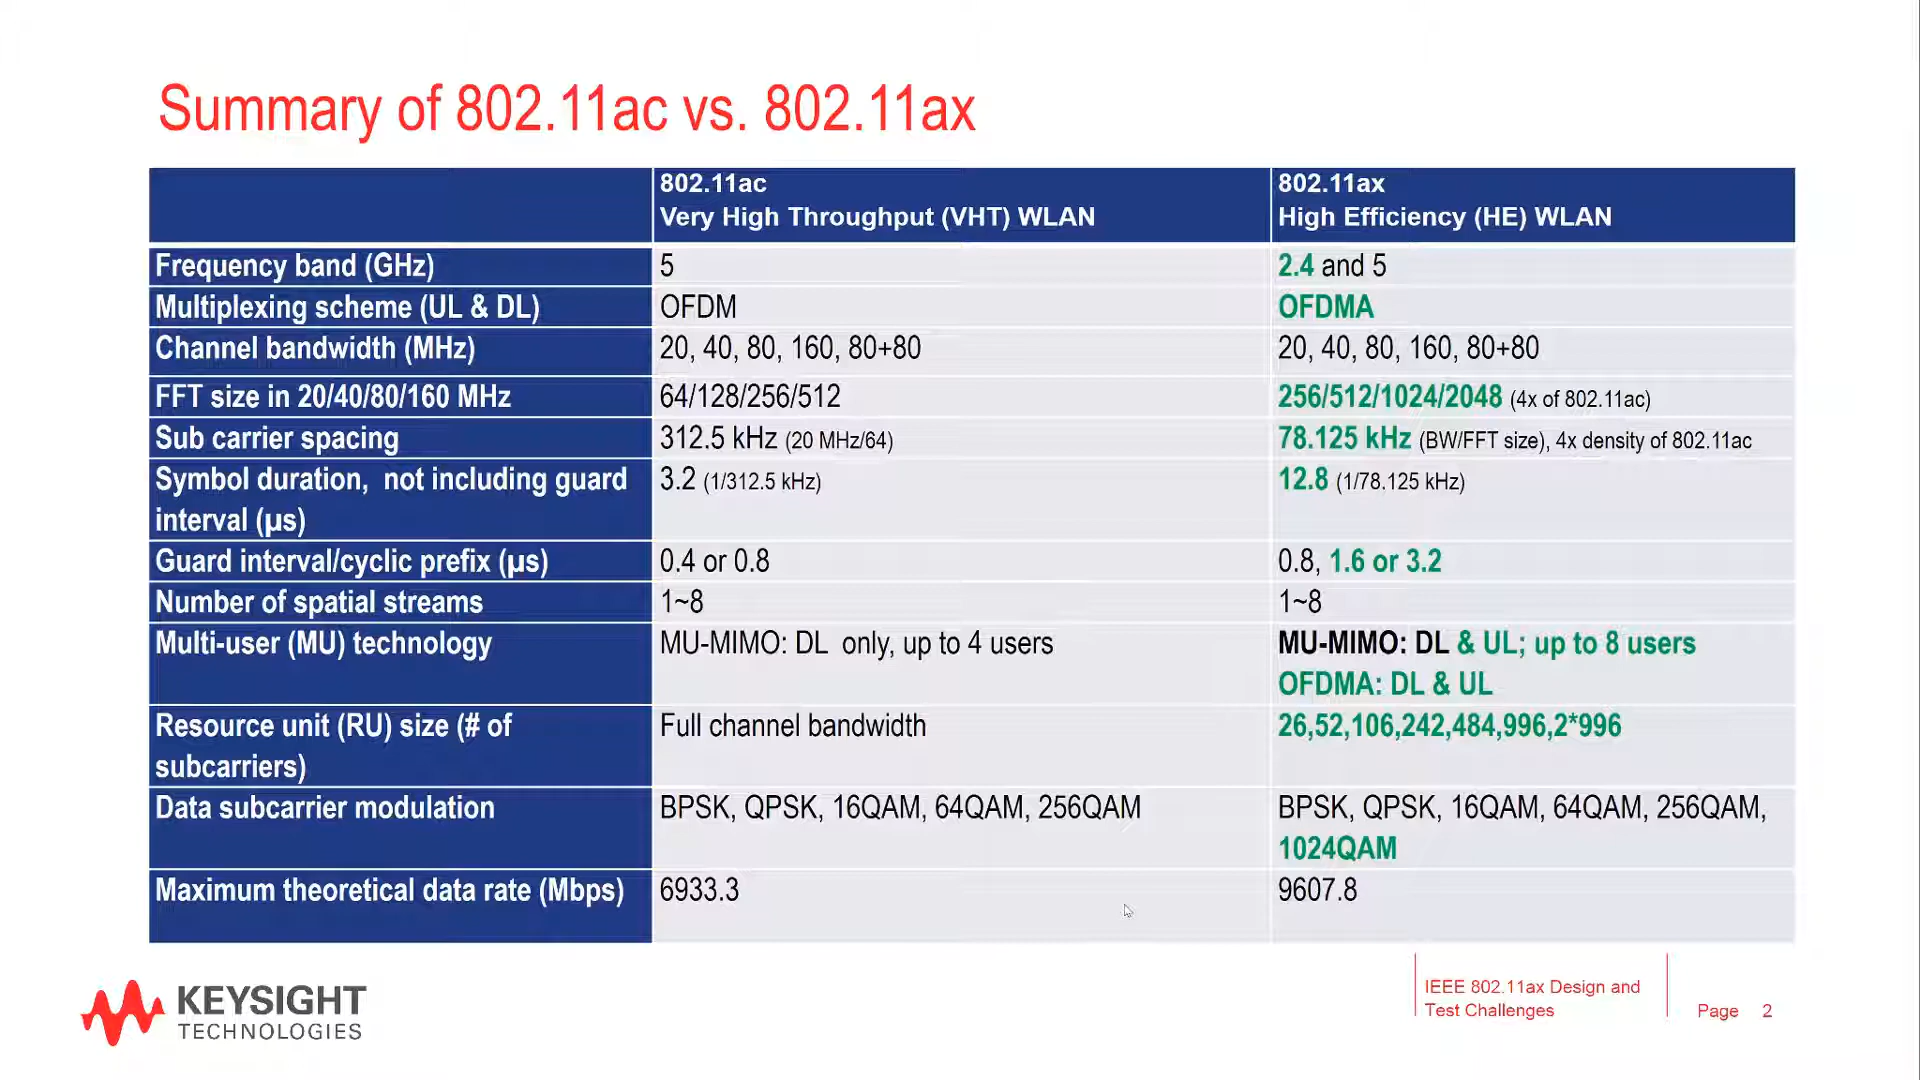 Summary of 802.11ac vs. 802.11ax
802.11ac
Very High Throughput (VHT) WLAN
802.11ax
High Efficiency (HE) WLAN
Frequency band (GHz)
5
2.4 and 5
Multiplexing scheme (UL & DL)
OFDM
OFDMA
Channel bandwidth (MHz)
20, 40, 80, 160, 80+80
20, 40, 80, 160, 80+80
FFT size in 20/40/80/160 MHz
64/128/256/512
256/512/1024/2048 (4x of 802.11ac)
Sub carrier spacing
312.5 kHz (20 MHz/64)
78.125 kHz (BW/FFT size), 4x density of 802.11ac
Symbol duration, not including guard
interval (µs)
3.2 (1/312.5 kHz)
12.8 (1/78.125 kHz)
Guard interval/cyclic prefix (µs)
0.4 or 0.8
0.8, 1.6 or 3.2
Number of spatial streams
1~8
1~8
Multi-user (MU) technology
MU-MIMO: DL only, up to 4 users
MU-MIMO: DL & UL; up to 8 users
OFDMA: DL & UL
Resource unit (RU) size (# of
subcarriers)
Full channel bandwidth
26,52,106,242,484,996,2*996
Data subcarrier modulation
BPSK, QPSK, 16QAM, 64QAM, 256QAM
BPSK, QPSK, 16QAM, 64QAM, 256QAM,
1024QAM
Maximum theoretical data rate (Mbps)
6933.3
9607.8
KEYSIGHT
TECHNOLOGIES
IEEE 802.11ax Design and
Test Challenges
Page 2